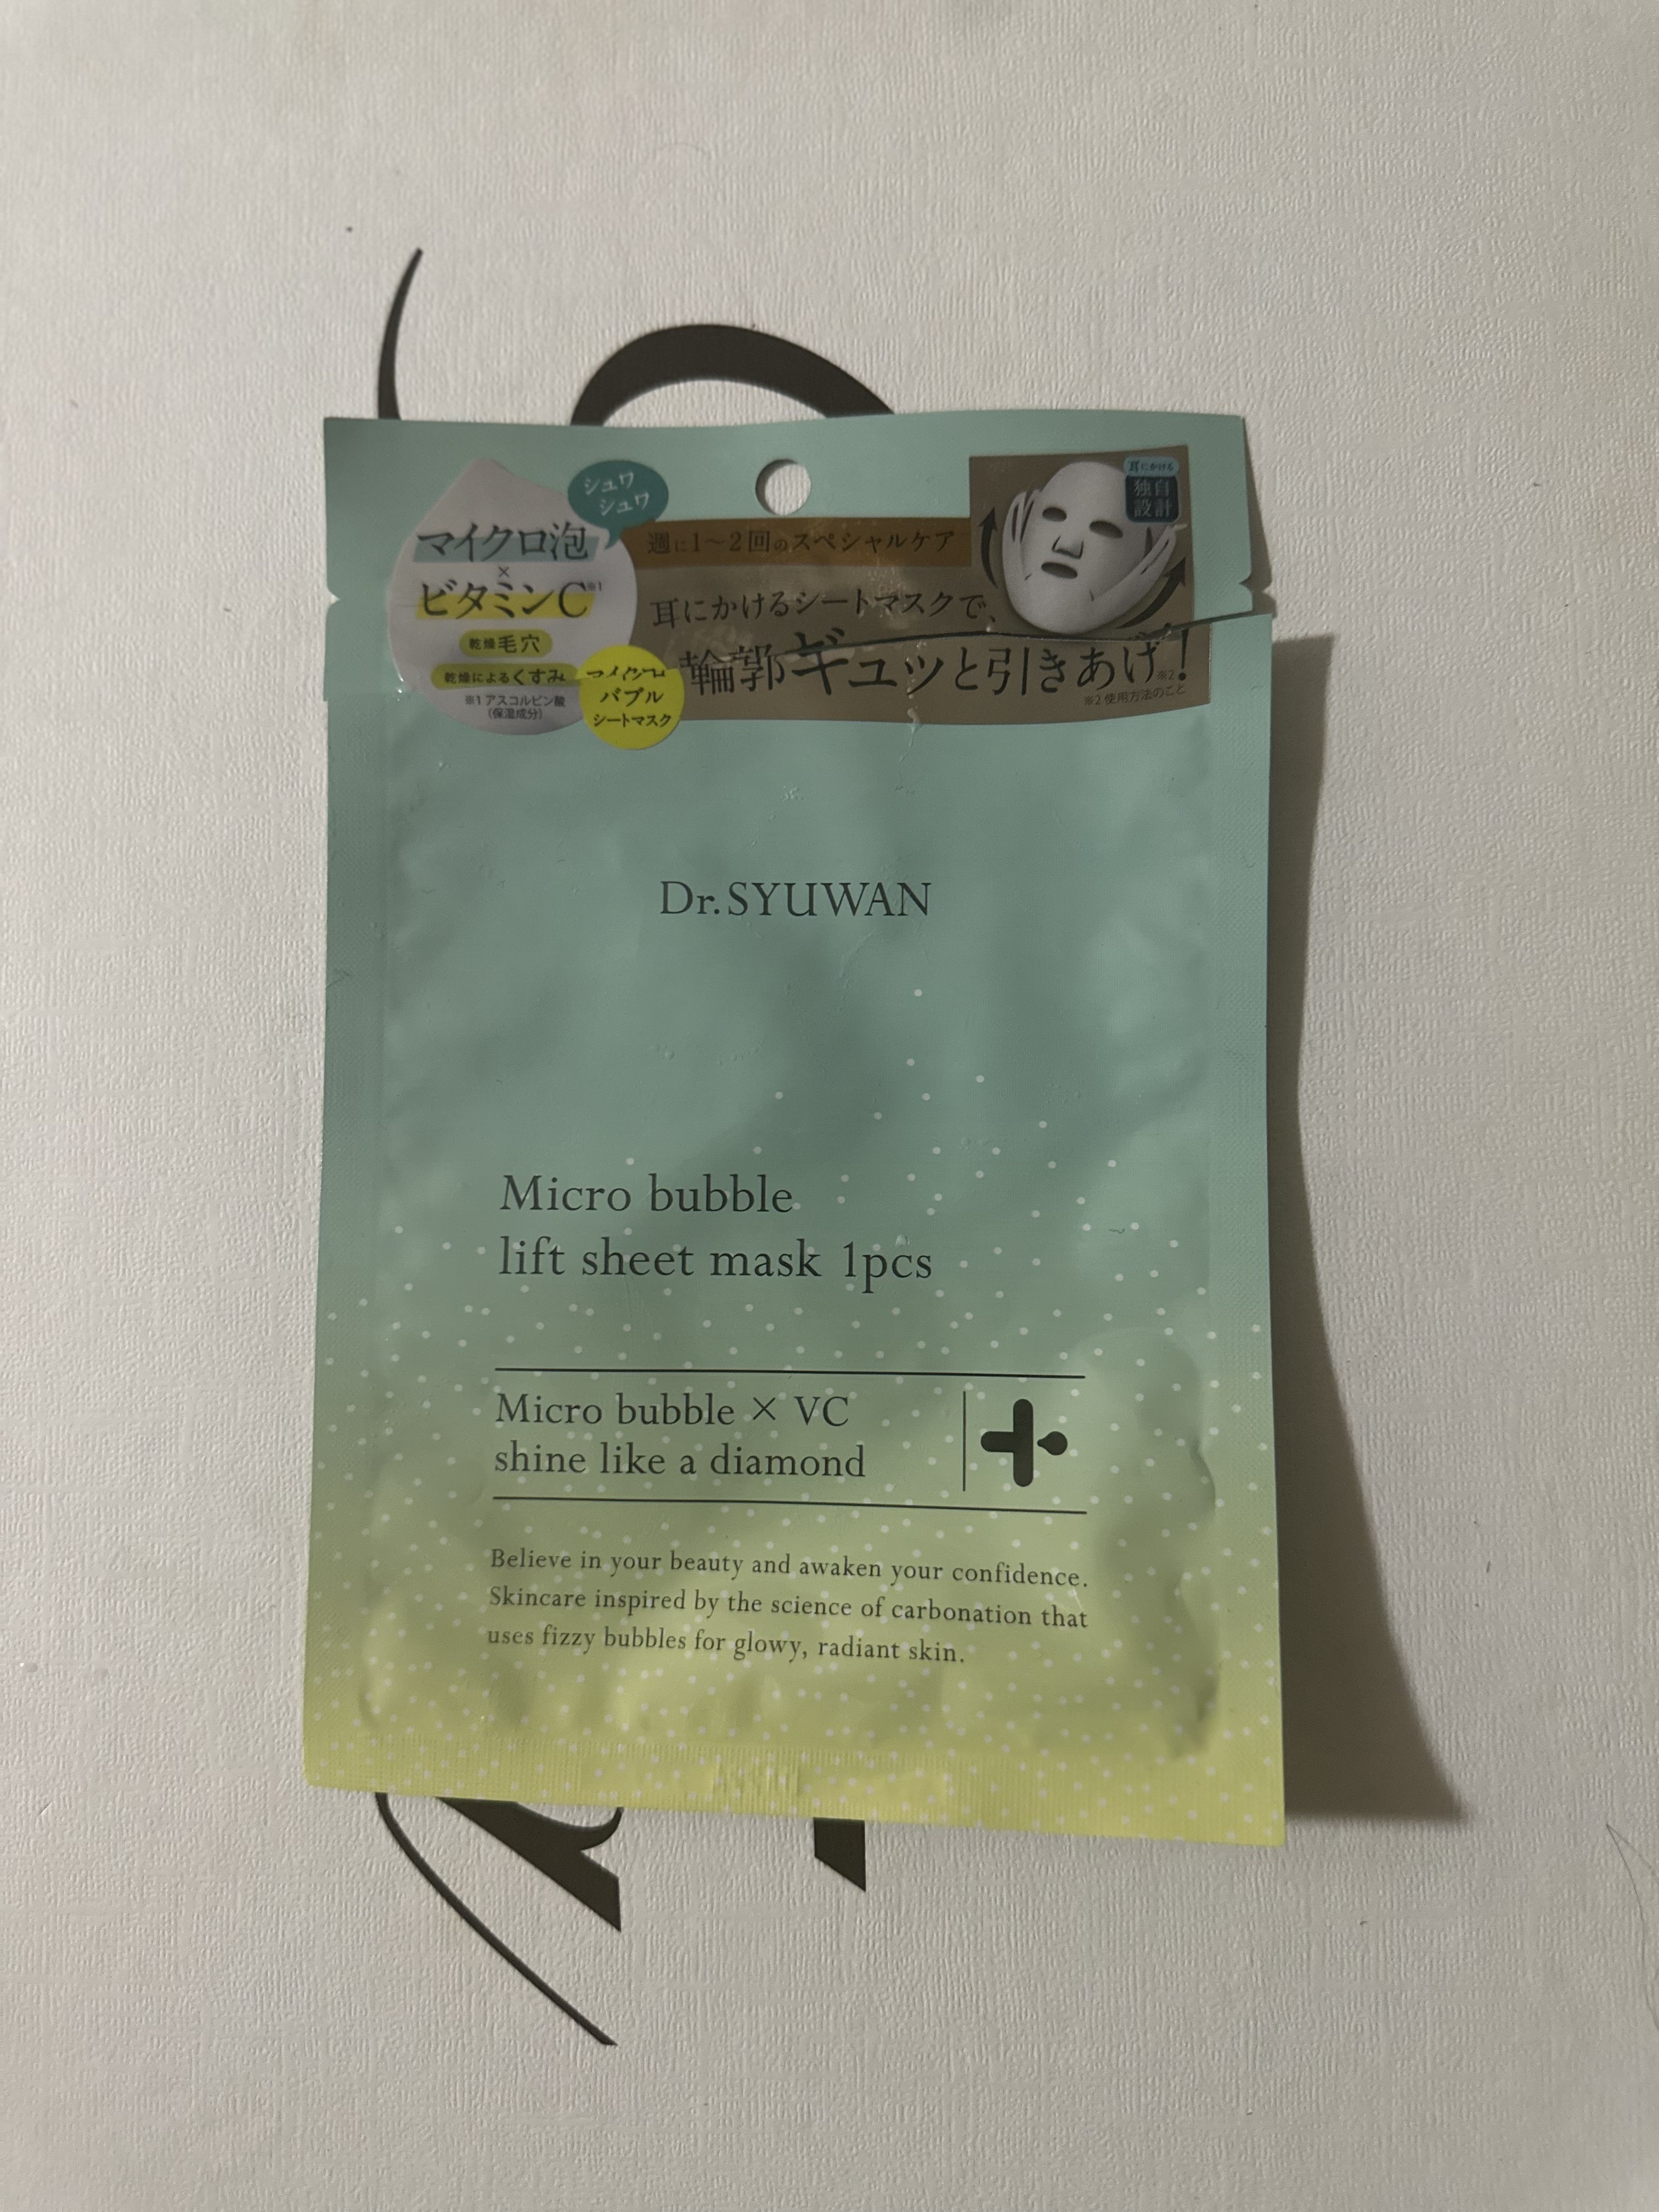 シュワ
シュワ
マイクロ泡
×
ビタミンC※1
乾燥毛穴
乾燥によるくすみ
※1 アスコルビン酸
(保湿成分)
マイクロ
バブル
シートマスク
週に1〜2回のスペシャルケア
耳にかけるシートマスクで、
輪郭ギュッと引きあげ※2!
※2 使用方法のこと
耳にかける
独自
設計
Dr.SYUWAN
Micro bubble
lift sheet mask 1pcs
Micro bubble × VC
shine like a diamond
Believe in your beauty and awaken your confidence.
Skincare inspired by the science of carbonation that
uses fizzy bubbles for glowy, radiant skin.